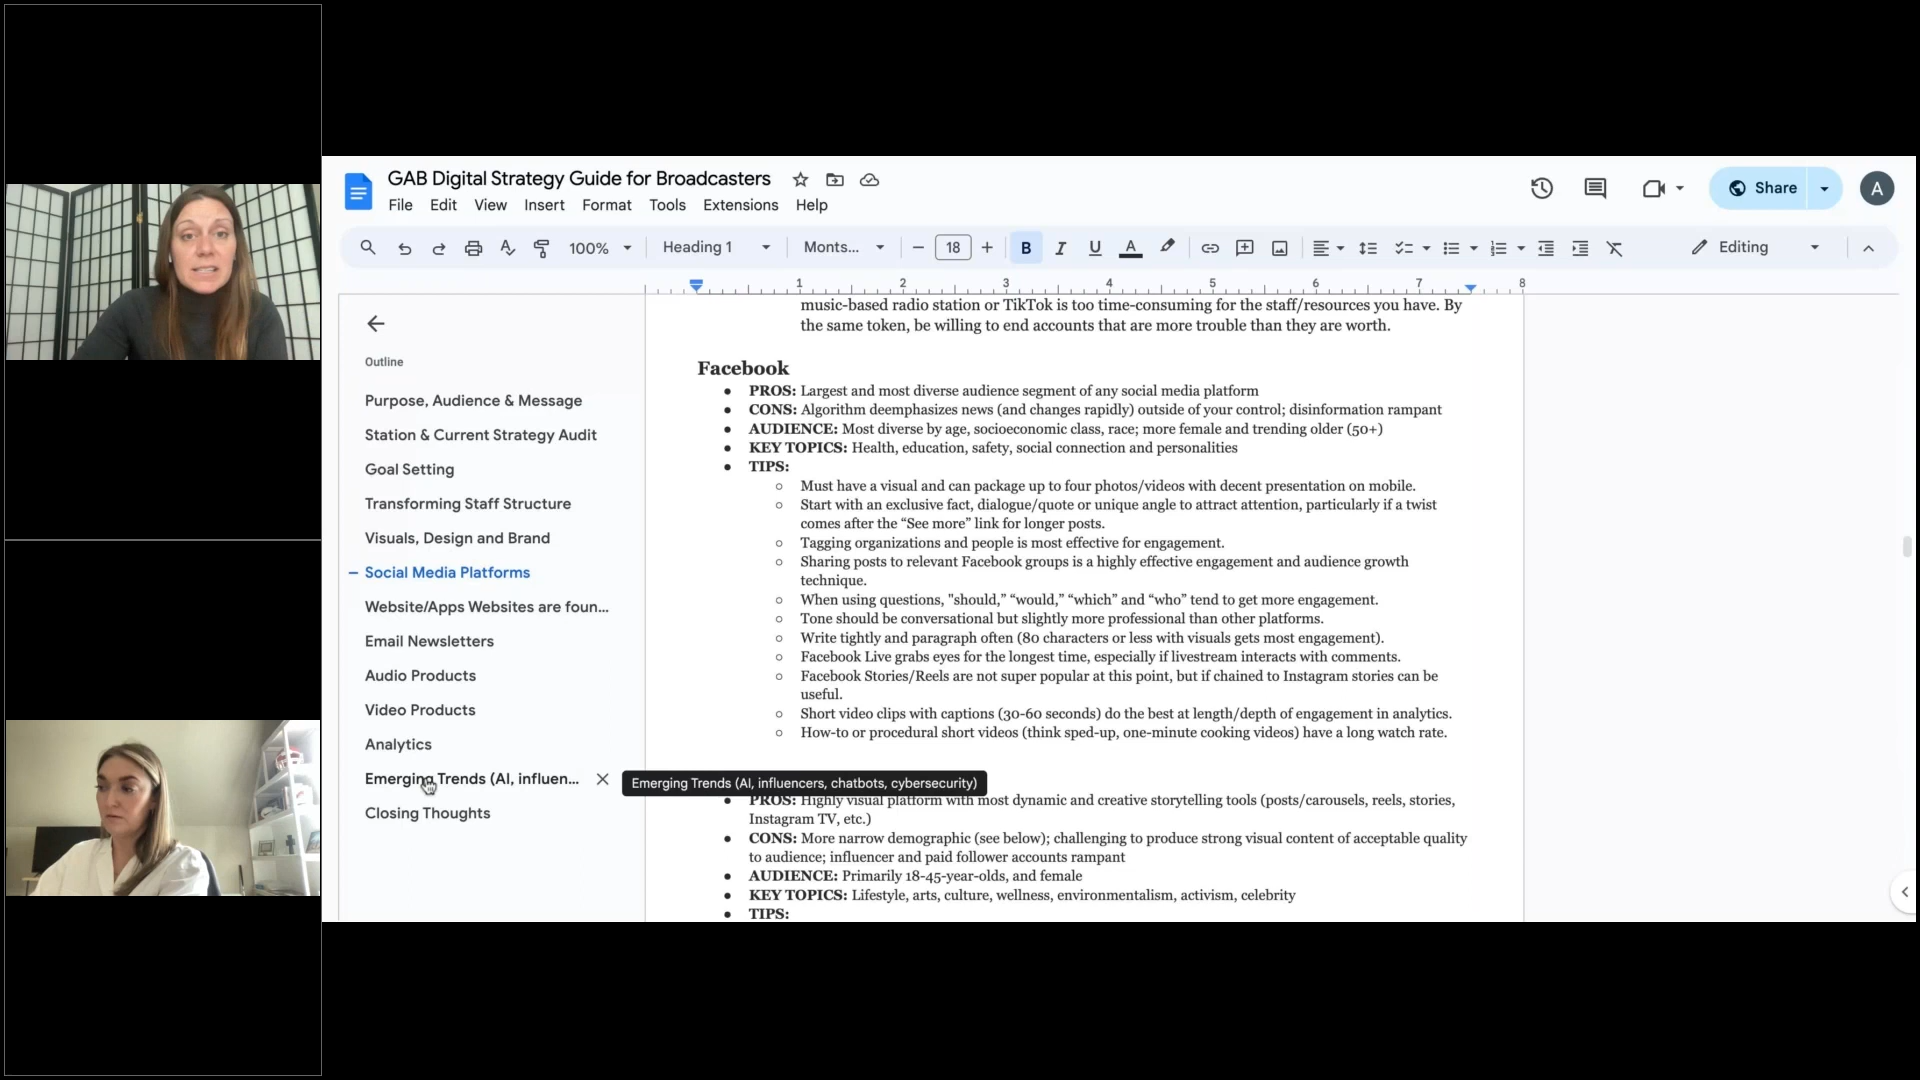 GAB Digital Strategy Guide for Broadcasters
File Edit View Insert Format Tools Extensions Help
Share
A
100%
Heading 1
Monts...
18
B I U A
Editing
1 2 3 4 5 6 7 8
Outline
Purpose, Audience & Message
Station & Current Strategy Audit
Goal Setting
Transforming Staff Structure
Visuals, Design and Brand
Social Media Platforms
Website/Apps Websites are foun...
Email Newsletters
Audio Products
Video Products
Analytics
Emerging Trends (AI, influen...
Closing Thoughts
Emerging Trends (AI, influencers, chatbots, cybersecurity)
music-based radio station or TikTok is too time-consuming for the staff/resources you have. By
the same token, be willing to end accounts that are more trouble than they are worth.
Facebook
● PROS: Largest and most diverse audience segment of any social media platform
● CONS: Algorithm deemphasizes news (and changes rapidly) outside of your control; disinformation rampant
● AUDIENCE: Most diverse by age, socioeconomic class, race; more female and trending older (50+)
● KEY TOPICS: Health, education, safety, social connection and personalities
● TIPS:
○ Must have a visual and can package up to four photos/videos with decent presentation on mobile.
○ Start with an exclusive fact, dialogue/quote or unique angle to attract attention, particularly if a twist
comes after the “See more” link for longer posts.
○ Tagging organizations and people is most effective for engagement.
○ Sharing posts to relevant Facebook groups is a highly effective engagement and audience growth
technique.
○ When using questions, "should,” “would,” “which” and “who” tend to get more engagement.
○ Tone should be conversational but slightly more professional than other platforms.
○ Write tightly and paragraph often (80 characters or less with visuals gets most engagement).
○ Facebook Live grabs eyes for the longest time, especially if livestream interacts with comments.
○ Facebook Stories/Reels are not super popular at this point, but if chained to Instagram stories can be
useful.
○ Short video clips with captions (30-60 seconds) do the best at length/depth of engagement in analytics.
○ How-to or procedural short videos (think sped-up, one-minute cooking videos) have a long watch rate.
● PROS: Highly visual platform with most dynamic and creative storytelling tools (posts/carousels, reels, stories,
Instagram TV, etc.)
● CONS: More narrow demographic (see below); challenging to produce strong visual content of acceptable quality
to audience; influencer and paid follower accounts rampant
● AUDIENCE: Primarily 18-45-year-olds, and female
● KEY TOPICS: Lifestyle, arts, culture, wellness, environmentalism, activism, celebrity
● TIPS: